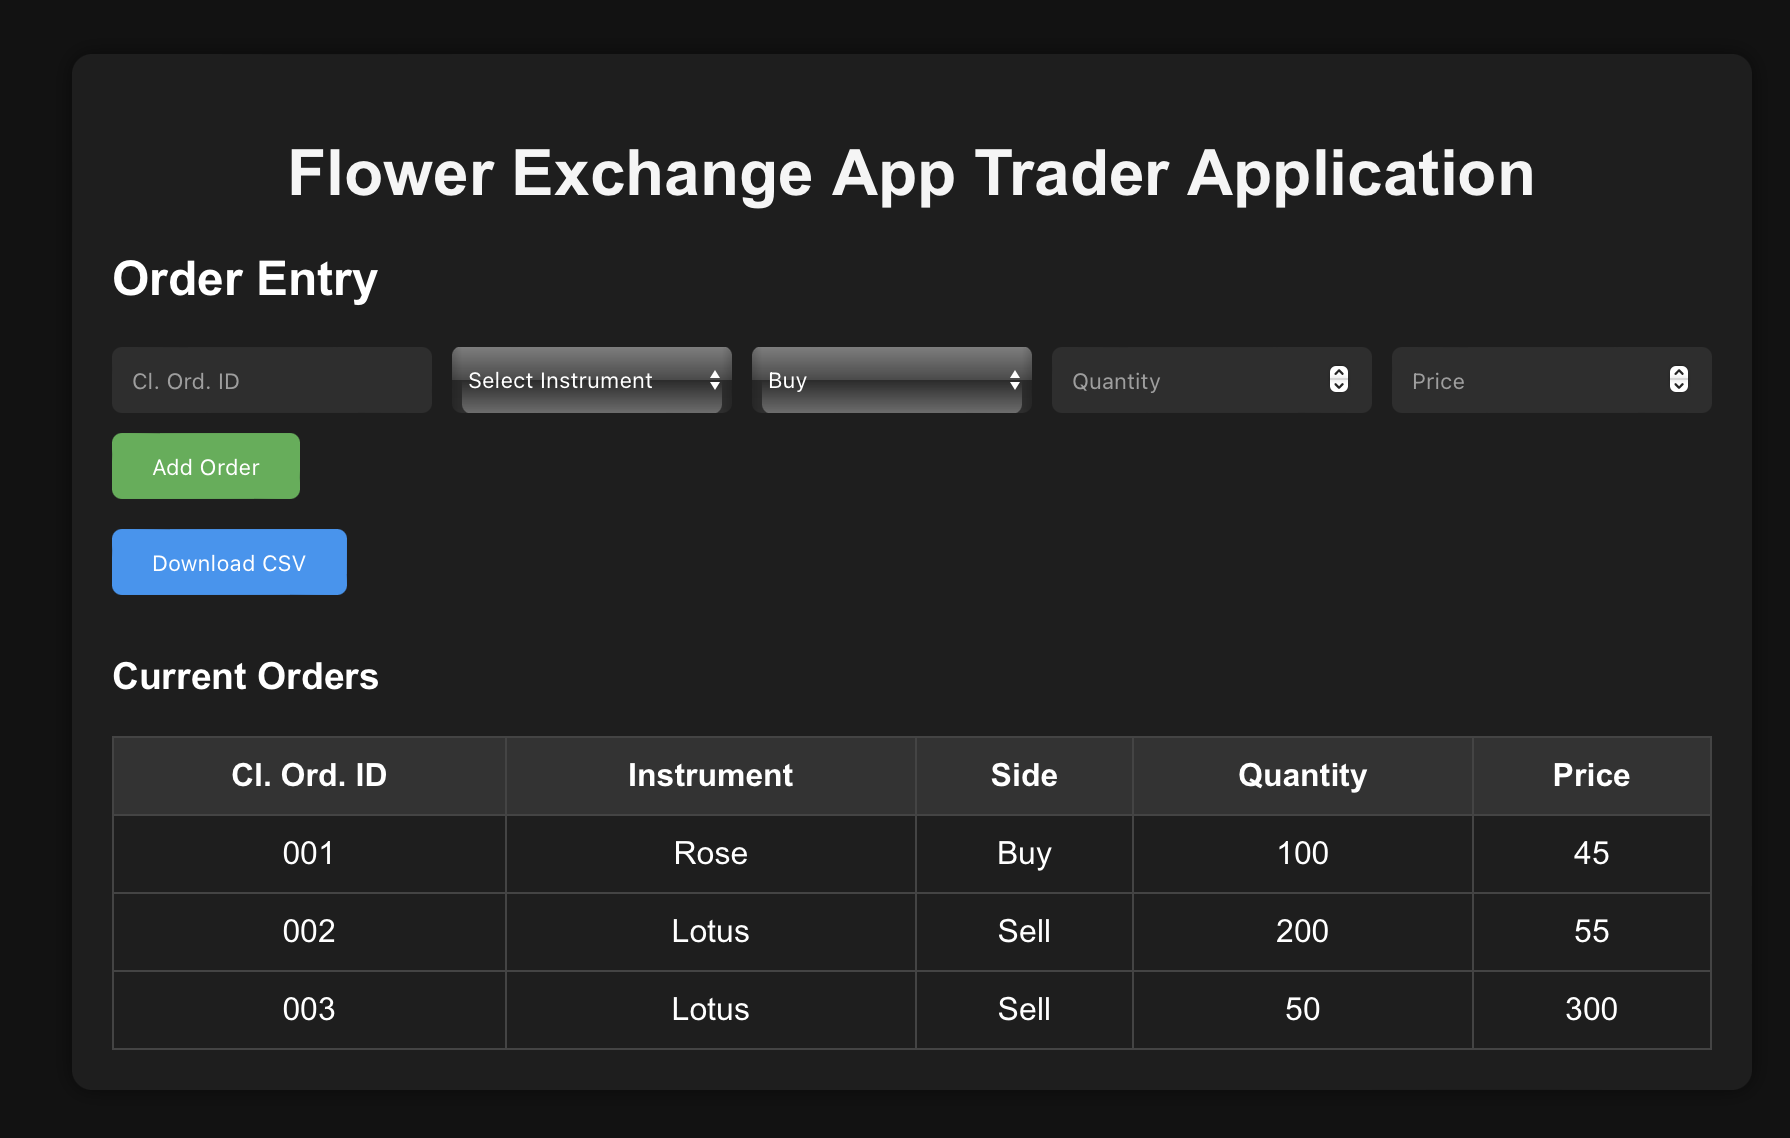 Flower Exchange App Trader Application
Order Entry
Cl. Ord. ID Select Instrument Buy Quantity Price
Add Order
Download CSV
Current Orders
Cl. Ord. ID Instrument Side Quantity Price
001 Rose Buy 100 45
002 Lotus Sell 200 55
003 Lotus Sell 50 300